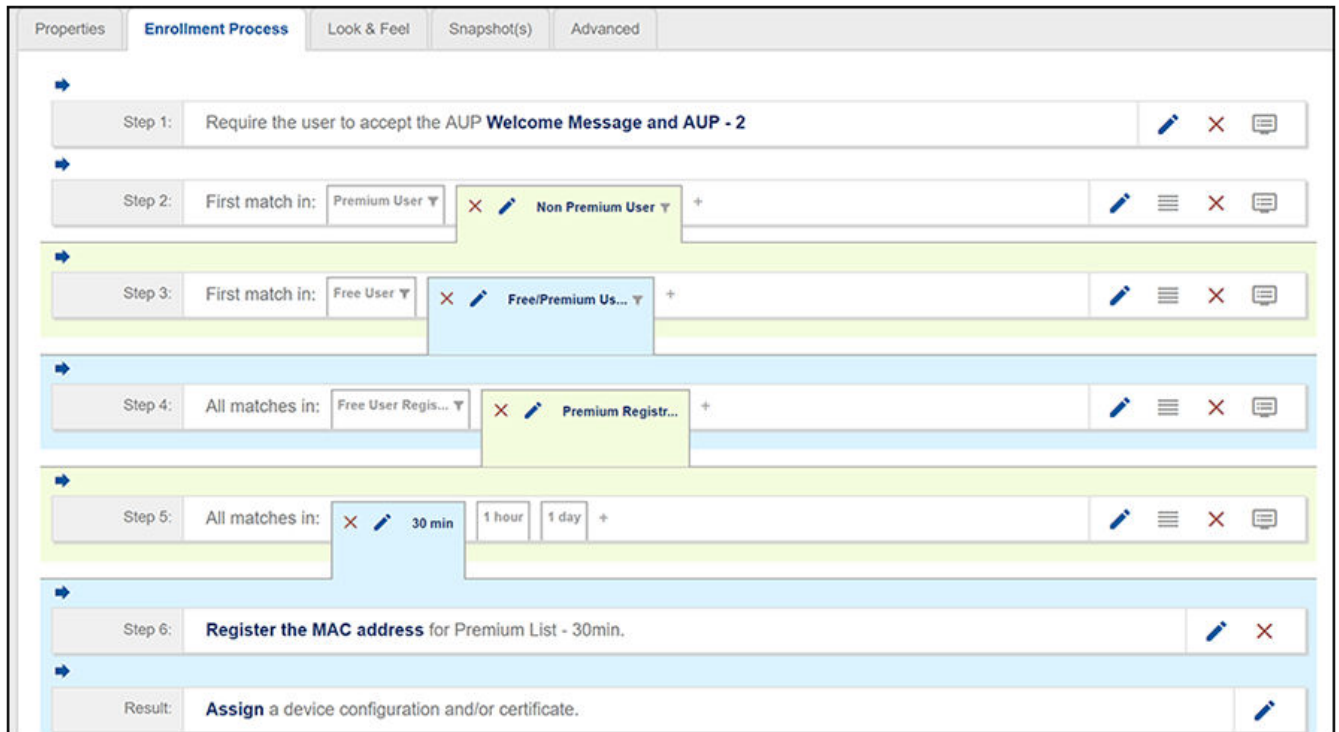 Properties Enrollment Process Look & Feel Snapshot(s) Advanced
Step 1: Require the user to accept the AUP Welcome Message and AUP - 2
Step 2: First match in: Premium User Non Premium User +
Step 3: First match in: Free User Free/Premium Us... +
Step 4: All matches in: Free User Regis... Premium Registr... +
Step 5: All matches in: 30 min 1 hour 1 day +
Step 6: Register the MAC address for Premium List - 30min.
Result: Assign a device configuration and/or certificate.